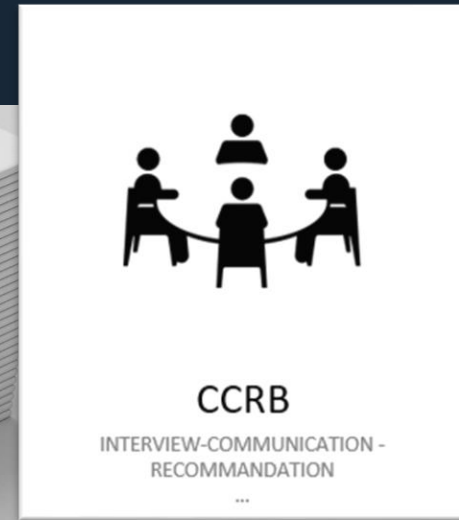 CCRB
INTERVIEW-COMMUNICATION -
RECOMMANDATION
...